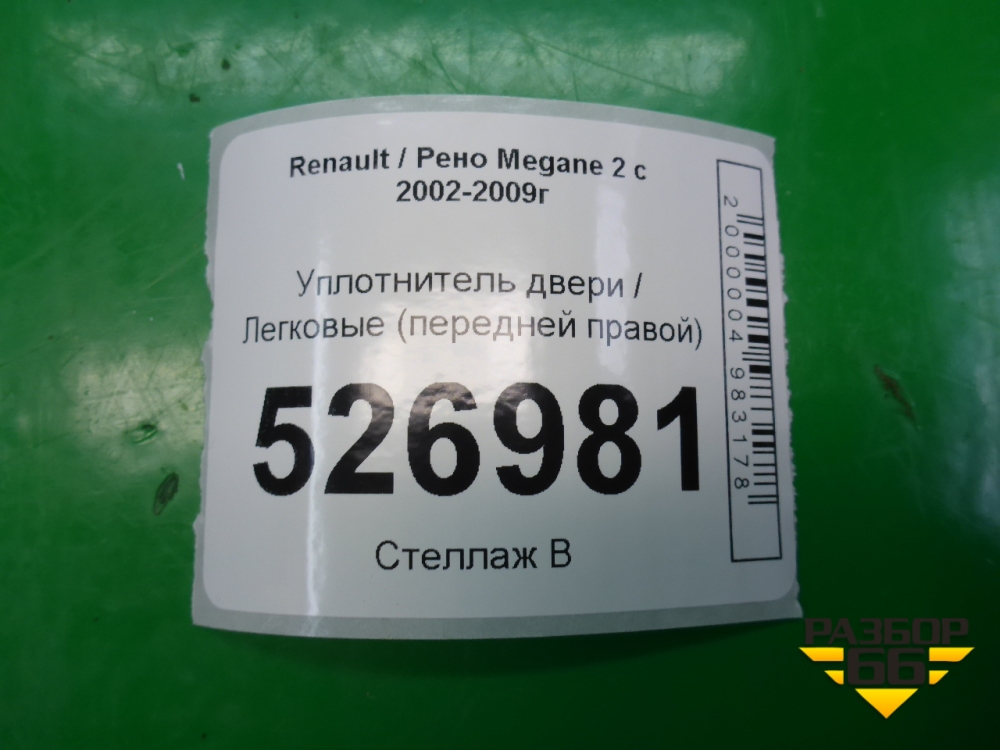 Renault / Рено Megane 2 с
2002-2009г
Уплотнитель двери /
Легковые (передней правой)
526981
Стеллаж В
2000004983178
РАЗБОР
66